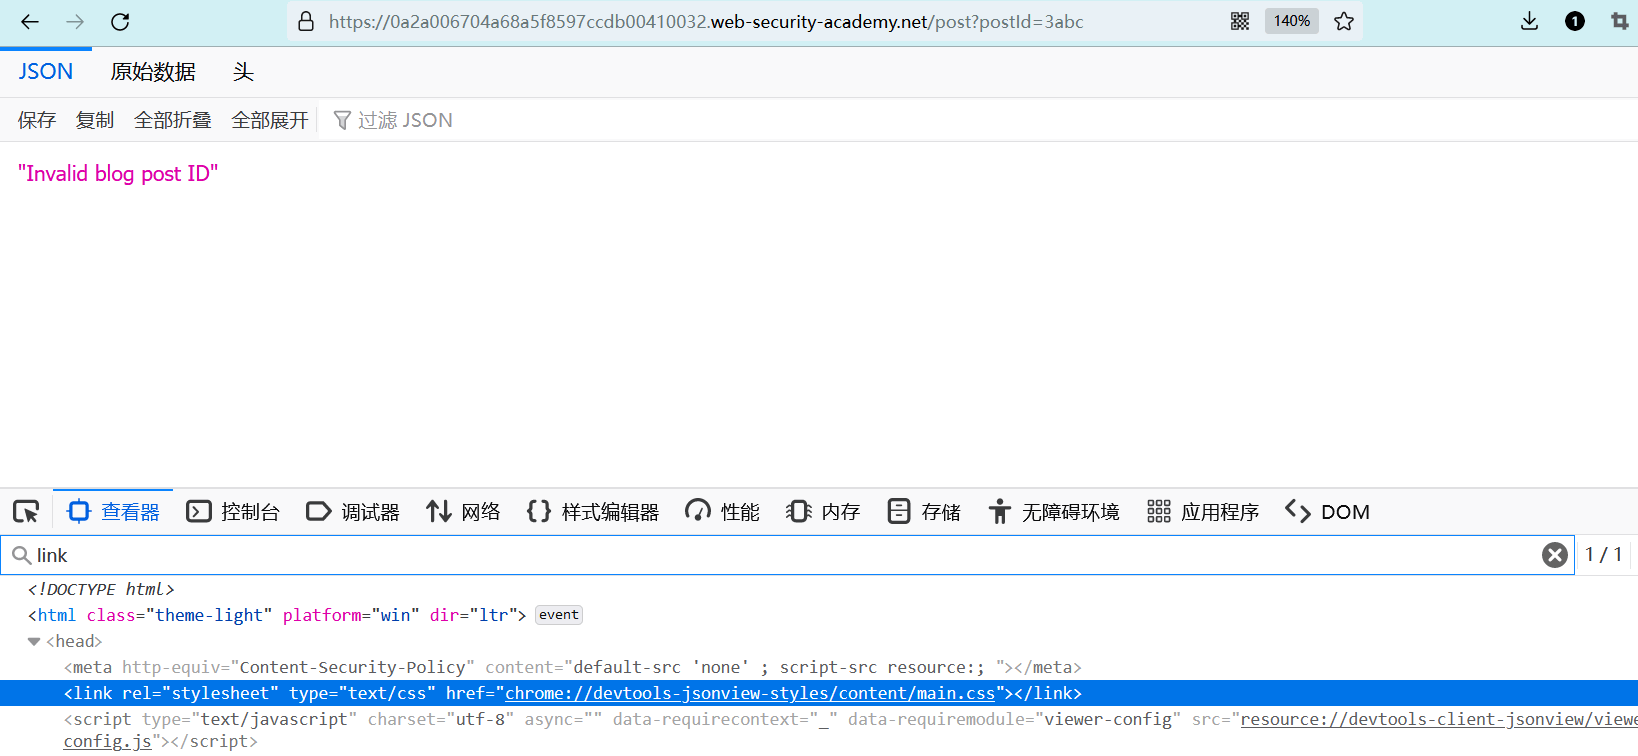 https://0a2a006704a68a5f8597ccdb00410032.web-security-academy.net/post?postId=3abc 140% 1
JSON 原始数据 头
保存 复制 全部折叠 全部展开 过滤 JSON
"Invalid blog post ID"
查看器 控制台 调试器 网络 样式编辑器 性能 内存 存储 无障碍环境 应用程序 DOM
link 1 / 1
<!DOCTYPE html>
<html class="theme-light" platform="win" dir="ltr"> event
<head>
<meta http-equiv="Content-Security-Policy" content="default-src 'none' ; script-src resource:; "></meta>
<link rel="stylesheet" type="text/css" href="chrome://devtools-jsonview-styles/content/main.css"></link>
<script type="text/javascript" charset="utf-8" async="" data-requirecontext="_" data-requiremodule="viewer-config" src="resource://devtools-client-jsonview/viewe
config.js"></script>